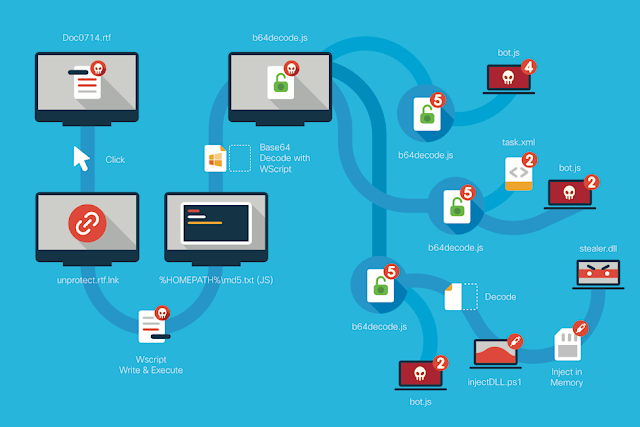 Doc0714.rtf
b64decode.js
bot.js
4
5
b64decode.js
Click
Base64
Decode with
WScript
task.xml
2
bot.js
2
5
b64decode.js
unprotect.rtf.lnk
%HOMEPATH%\md5.txt (JS)
stealer.dll
5
b64decode.js
Decode
Wscript
Write & Execute
2
bot.js
injectDLL.ps1
Inject in
Memory